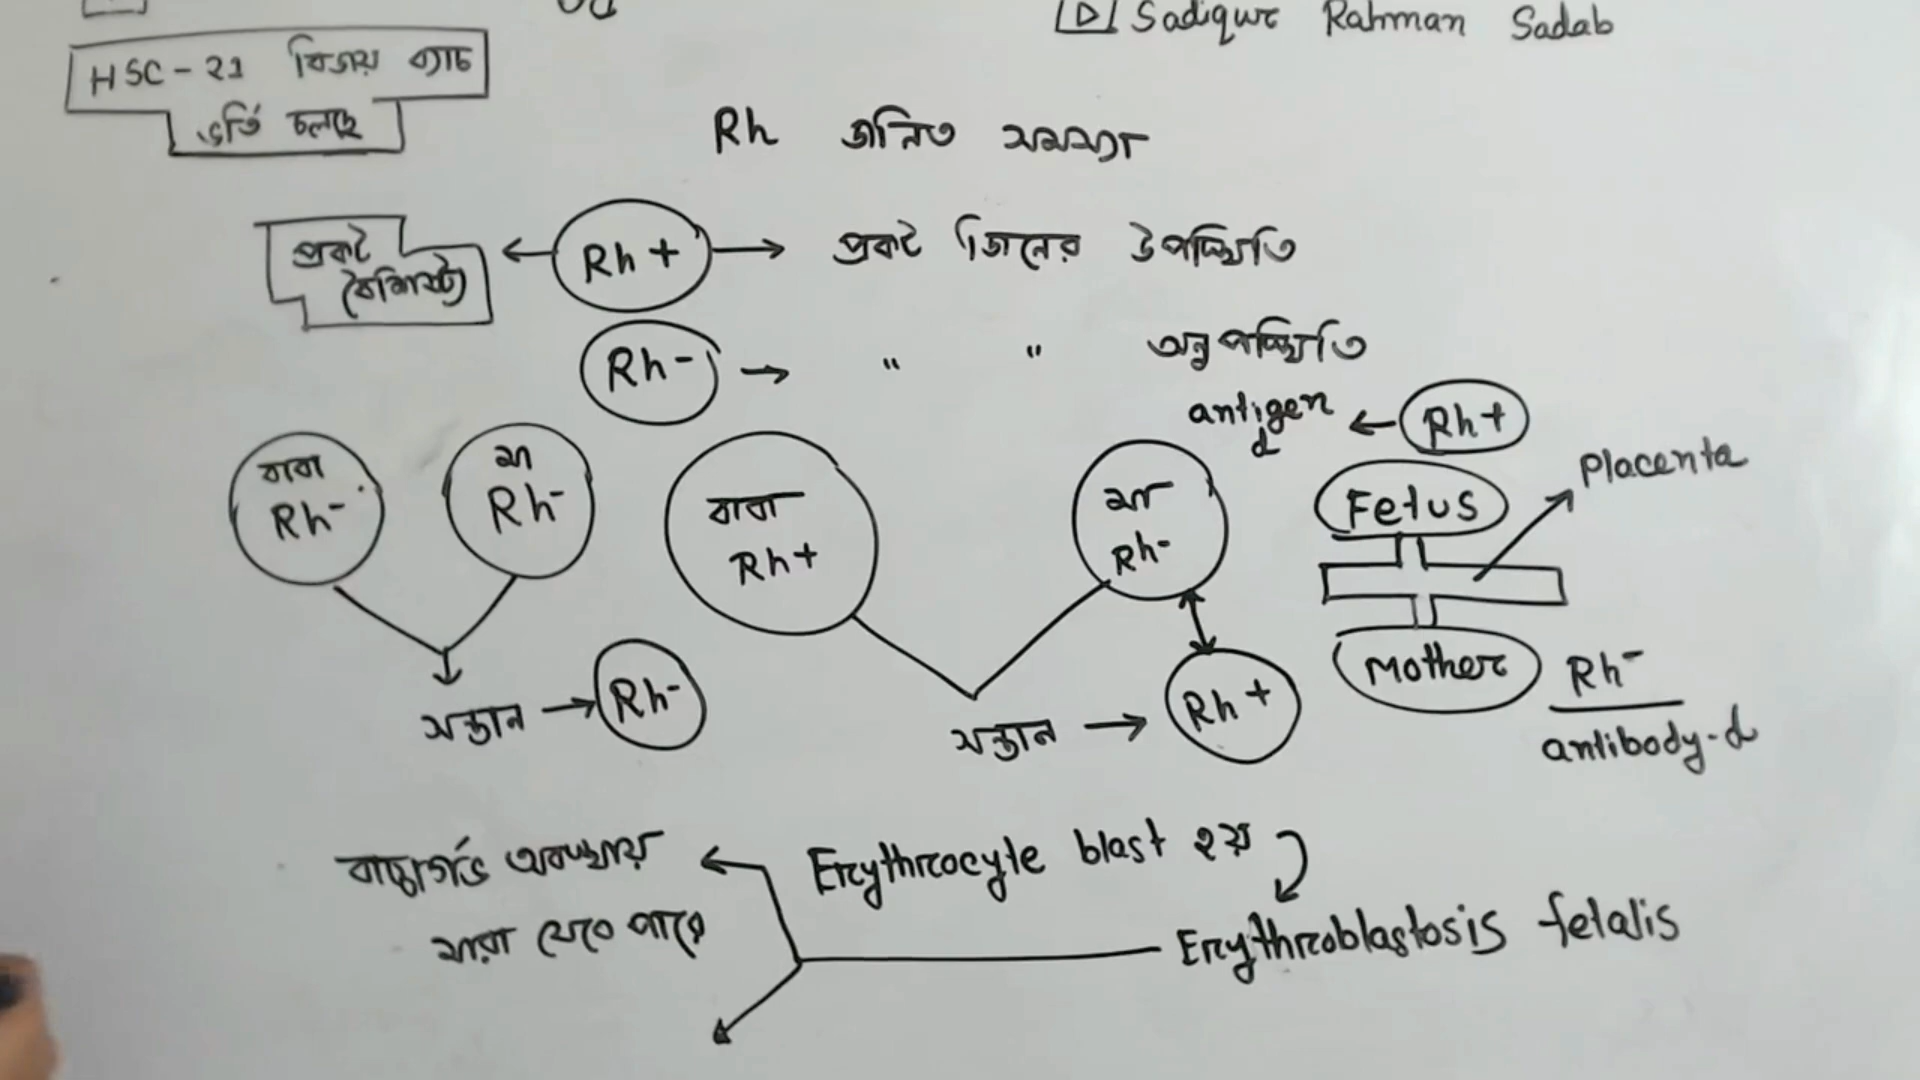 Sadiqur Rahman Sadab
HSC-21 বিজয় ব্যাচ
ভর্তি চলছে
Rh জনিত সমস্যা
প্রকট
বৈশিষ্ট্য
Rh+
প্রকট জিনের উপস্থিতি
Rh-
" " অনুপস্থিতি
antigen
d
Rh+
Placenta
বাবা
Rh-
মা
Rh-
বাবা
Rh+
মা
Rh-
Fetus
Mother
Rh-
antibody-d
সন্তান
Rh-
সন্তান
Rh+
Erythrocyte blast হয়
Erythroblastosis fetalis
বাচ্চা গর্ভ অবস্থায়
মারা যেতে পারে